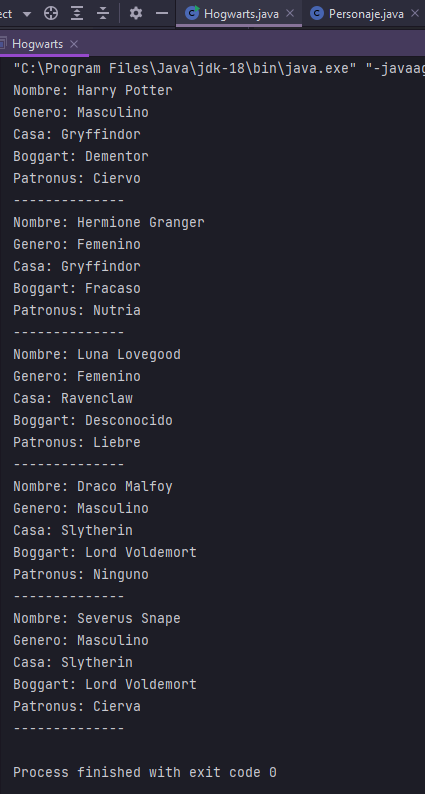 ect Hogwarts.java Personaje.java
Hogwarts
"C:\Program Files\Java\jdk-18\bin\java.exe" "-javaag
Nombre: Harry Potter
Genero: Masculino
Casa: Gryffindor
Boggart: Dementor
Patronus: Ciervo
--------------
Nombre: Hermione Granger
Genero: Femenino
Casa: Gryffindor
Boggart: Fracaso
Patronus: Nutria
--------------
Nombre: Luna Lovegood
Genero: Femenino
Casa: Ravenclaw
Boggart: Desconocido
Patronus: Liebre
--------------
Nombre: Draco Malfoy
Genero: Masculino
Casa: Slytherin
Boggart: Lord Voldemort
Patronus: Ninguno
--------------
Nombre: Severus Snape
Genero: Masculino
Casa: Slytherin
Boggart: Lord Voldemort
Patronus: Cierva
--------------
Process finished with exit code 0